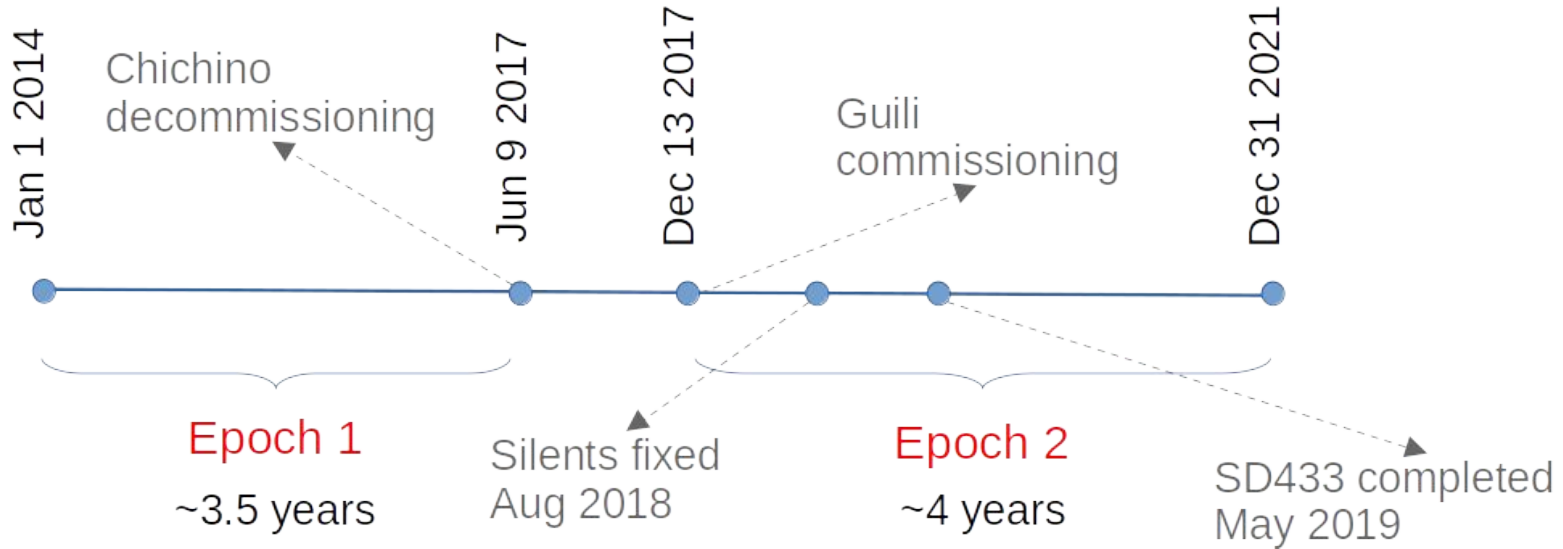 Jan 1 2014
Chichino
decommissioning
Jun 9 2017
Dec 13 2017
Guili
commissioning
Dec 31 2021
Epoch 1
~3.5 years
Silents fixed
Aug 2018
Epoch 2
~4 years
SD433 completed
May 2019